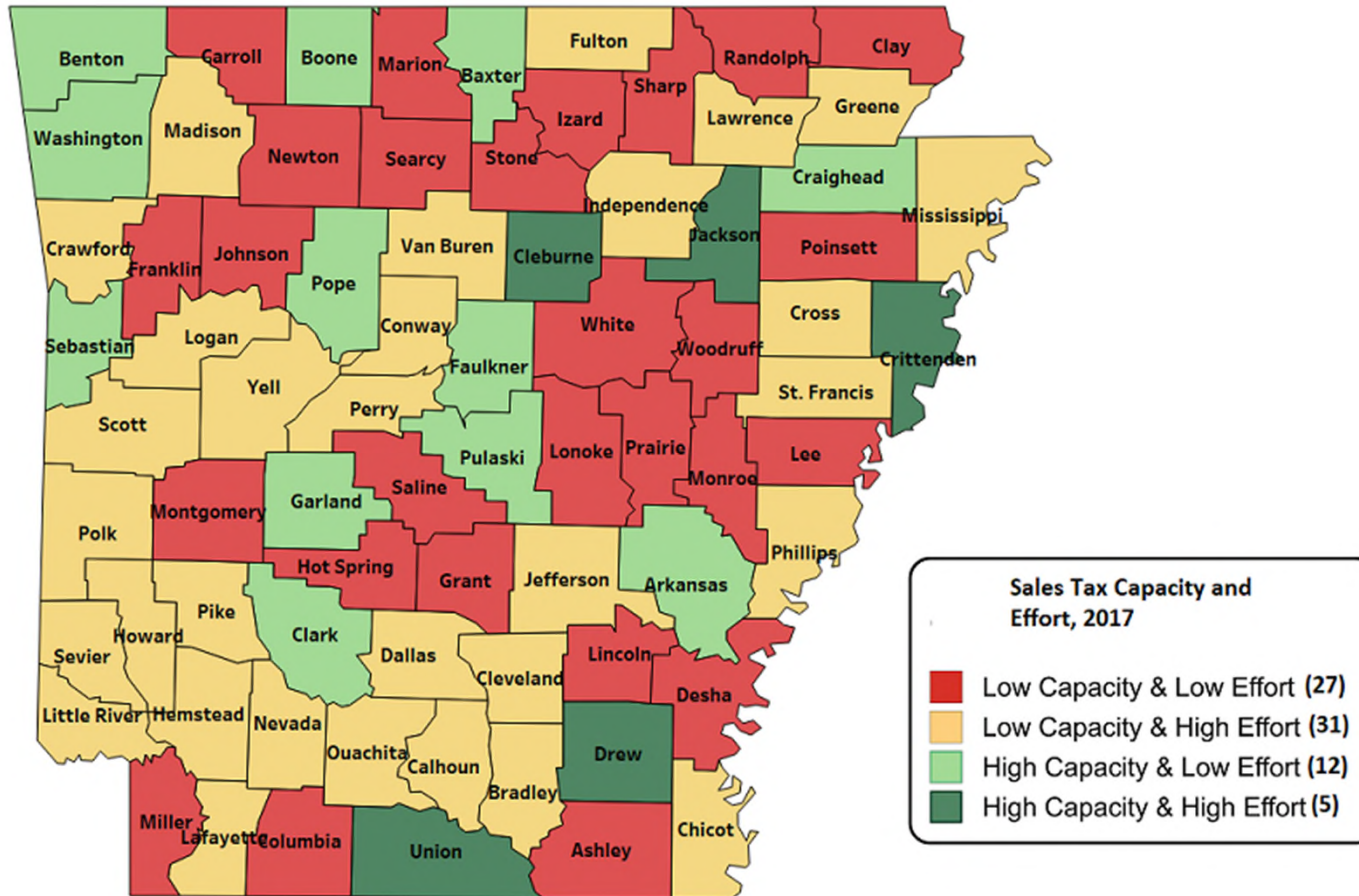 Benton
Carroll
Boone
Marion
Baxter
Fulton
Sharp
Randolph
Clay
Washington
Madison
Newton
Searcy
Stone
Izard
Lawrence
Greene
Independence
Jackson
Craighead
Mississippi
Crawford
Franklin
Johnson
Pope
Van Buren
Cleburne
Poinsett
Sebastian
Logan
Conway
Faulkner
White
Woodruff
Cross
Crittenden
Scott
Yell
Perry
Pulaski
Lonoke
Prairie
Monroe
St. Francis
Lee
Polk
Montgomery
Garland
Saline
Hot Spring
Grant
Jefferson
Arkansas
Phillips
Sevier
Howard
Pike
Clark
Dallas
Cleveland
Lincoln
Desha
Little River
Hemstead
Nevada
Ouachita
Calhoun
Bradley
Drew
Chicot
Miller
Lafayette
Columbia
Union
Ashley
Sales Tax Capacity and
Effort, 2017
Low Capacity & Low Effort (27)
Low Capacity & High Effort (31)
High Capacity & Low Effort (12)
High Capacity & High Effort (5)